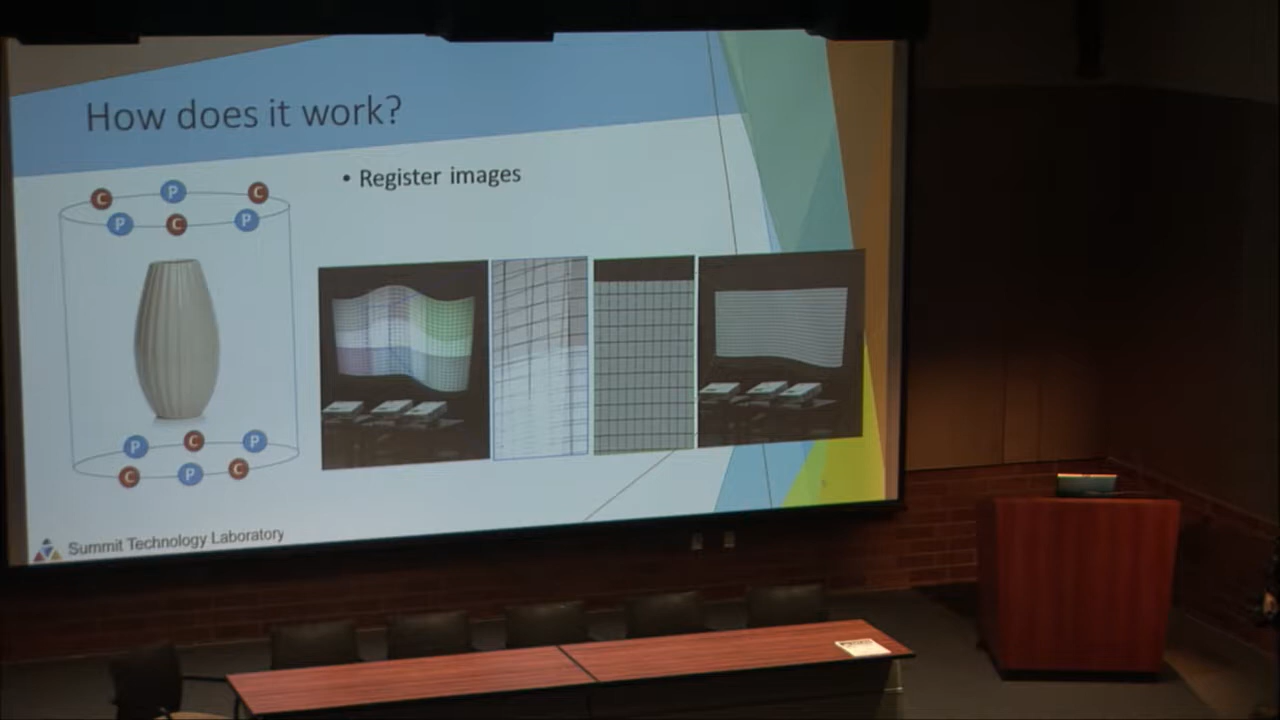 How does it work?
• Register images
C P C
P C P
P C P
C P C
Summit Technology Laboratory